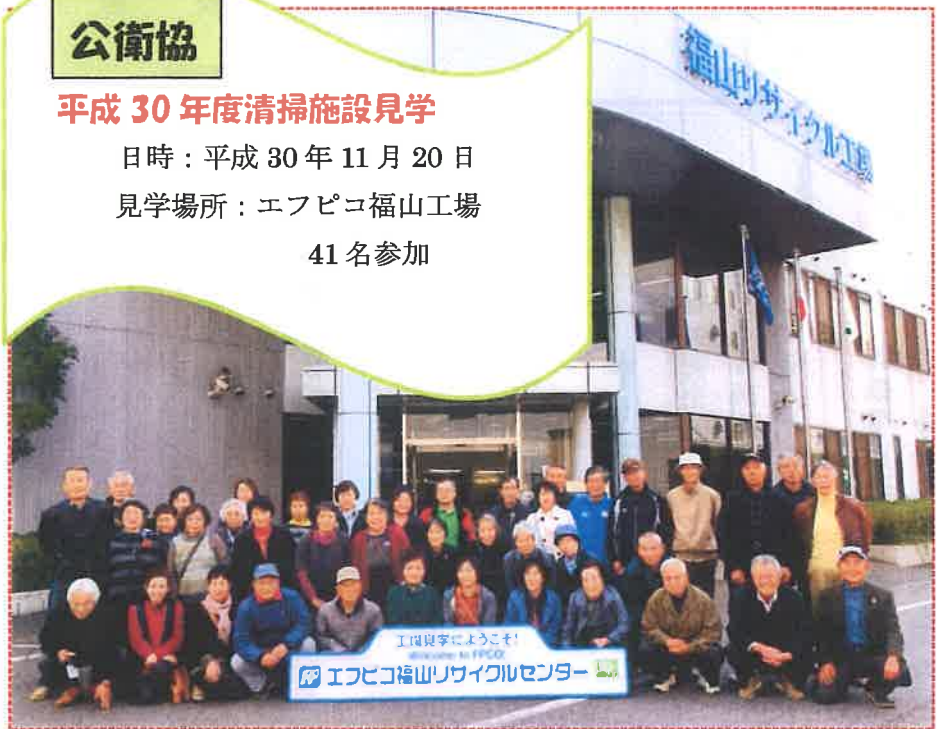 公衛協
平成 30 年度清掃施設見学
日時：平成 30 年 11 月 20 日
見学場所：エフピコ福山工場
41 名参加
福山リサイクル工場
工場見学にようこそ!
Welcome to FPCO!
FP エフピコ福山リサイクルセンター